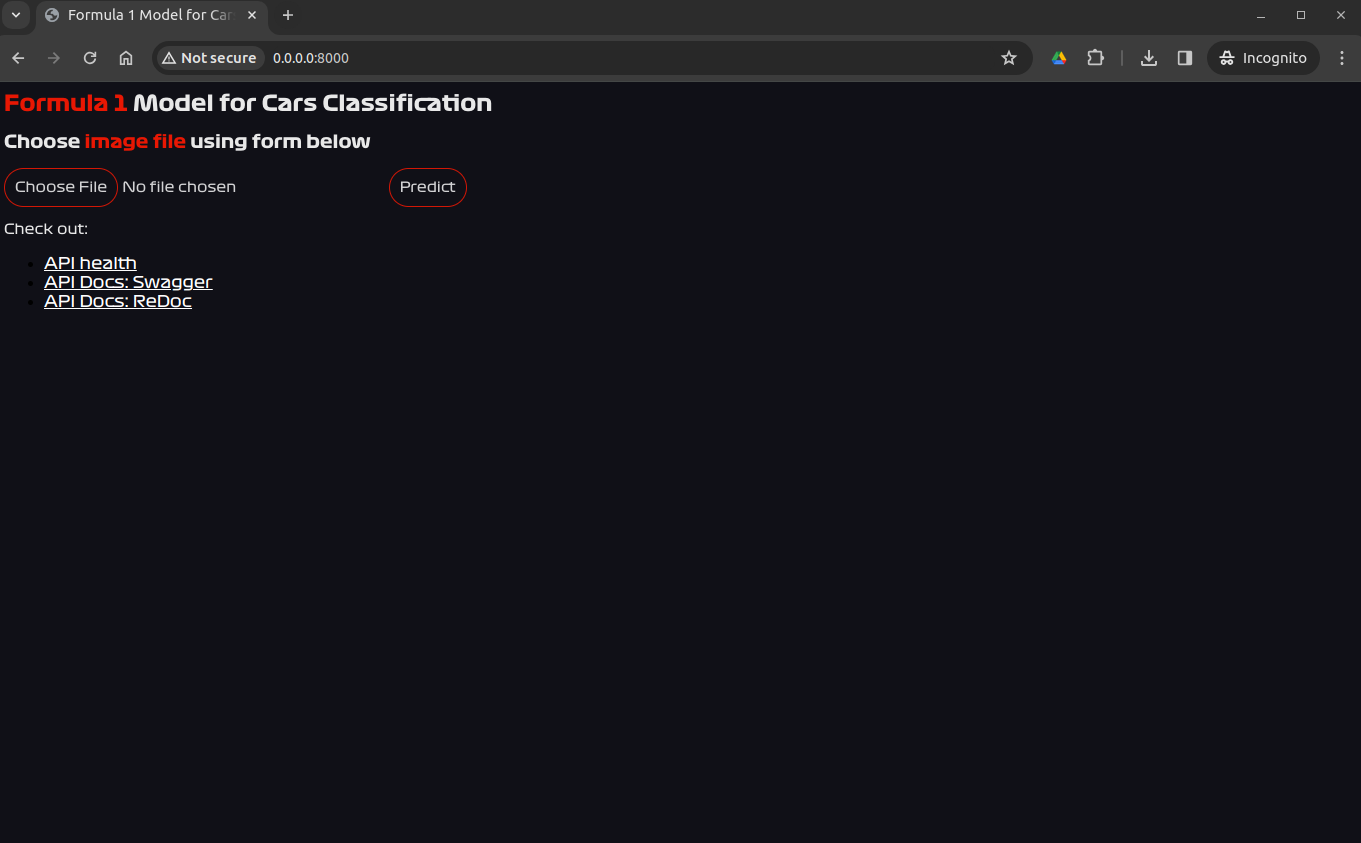 Formula 1 Model for Car
Not secure 0.0.0.0:8000 Incognito
Formula 1 Model for Cars Classification
Choose image file using form below
Choose File No file chosen Predict
Check out:
API health
API Docs: Swagger
API Docs: ReDoc